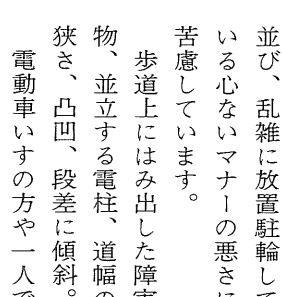 並び、乱雑に放置駐輪して
いる心ないマナーの悪さに
苦慮しています。
歩道上にはみ出した障害
物、並立する電柱、道幅の
狭さ、凸凹、段差に傾斜。
電動車いすの方や一人で